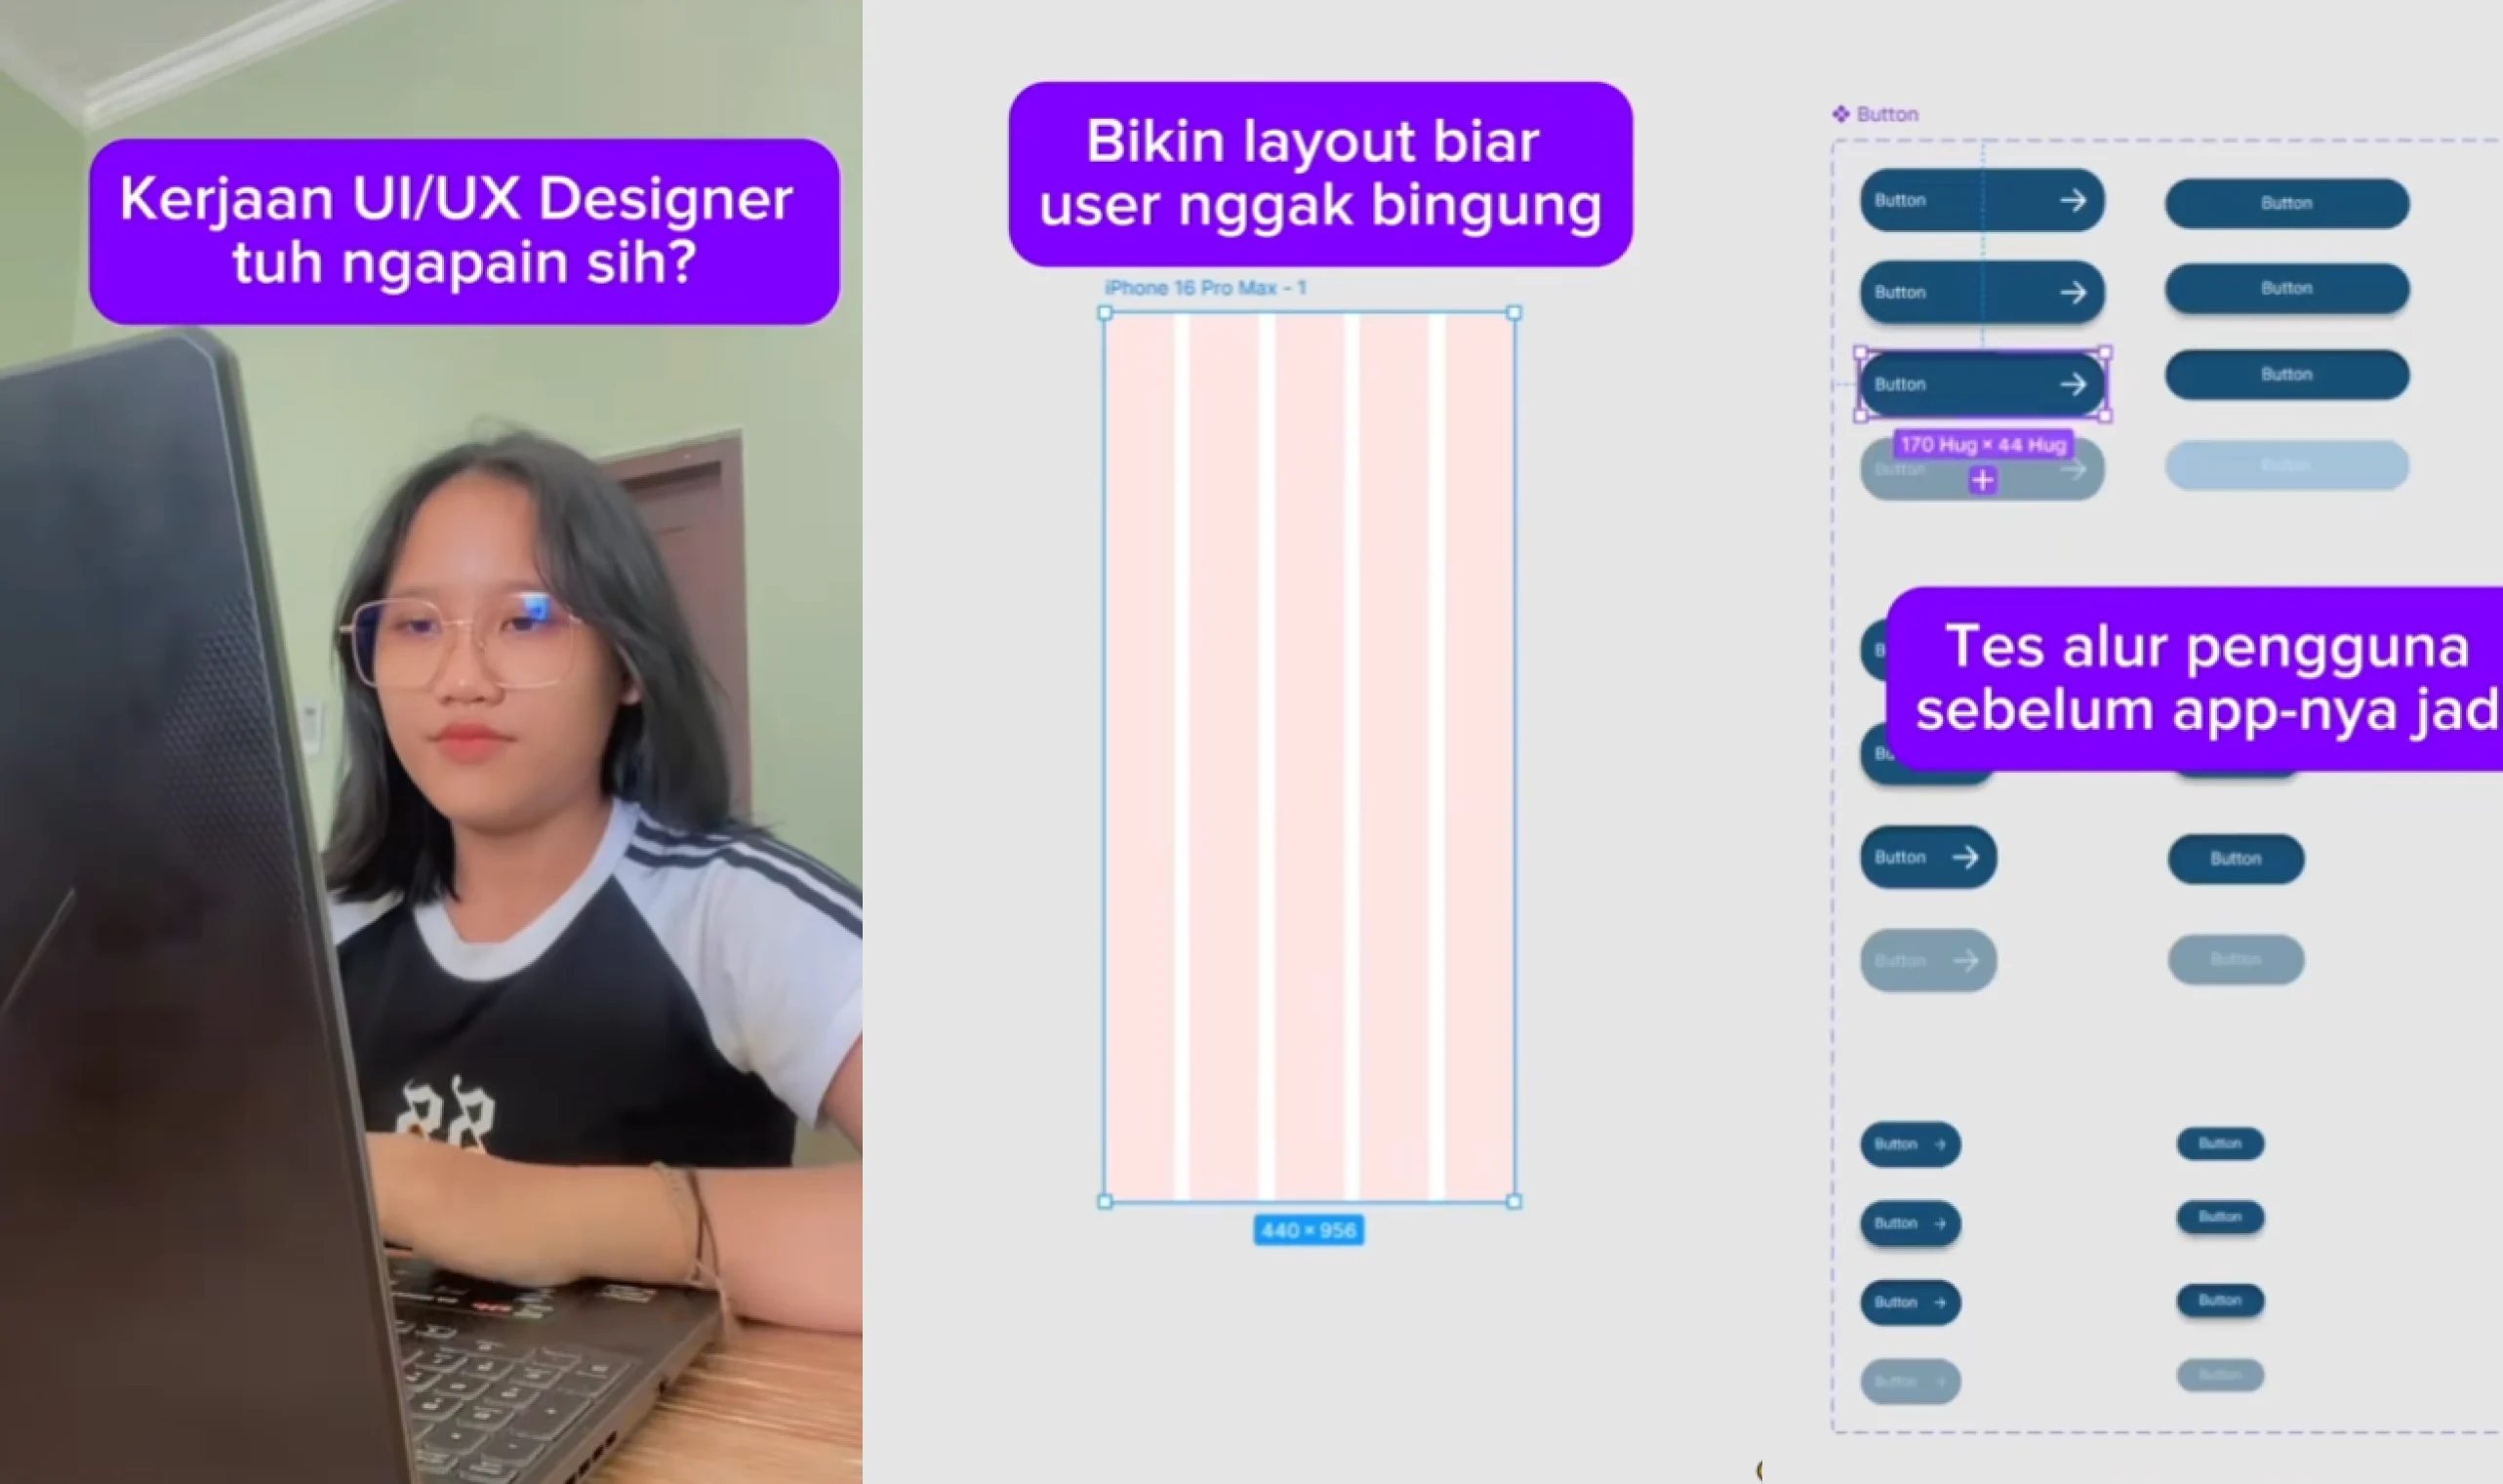 Kerjaan UI/UX Designer
tuh ngapain sih?
Bikin layout biar
user nggak bingung
iPhone 16 Pro Max - 1
440 × 956
Button
Button
Button
Button
Button
Button
Button
170 Hug × 44 Hug
Button
Button
Tes alur pengguna
sebelum app-nya jad
Button
Button
Button
Button
Button
Button
Button
Button
Button
Button
Button
Button